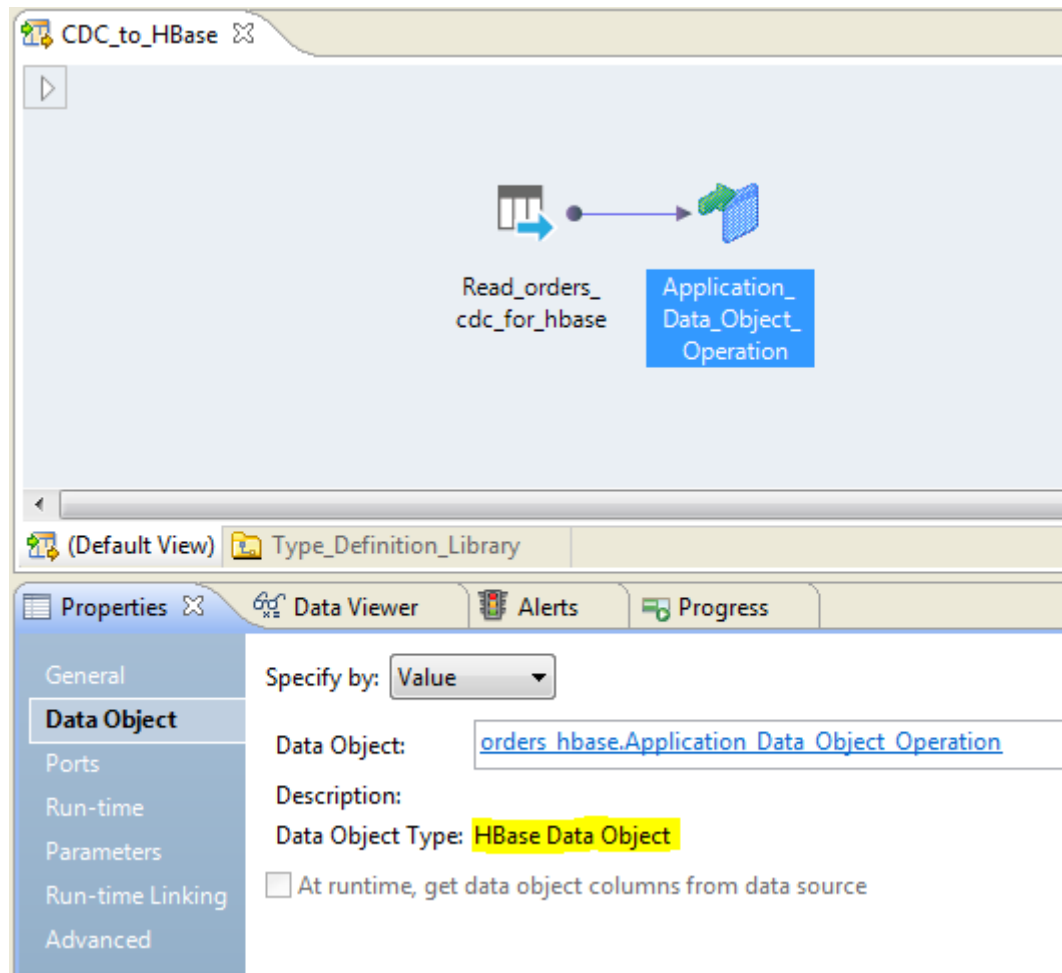 CDC_to_HBase
Read_orders_
cdc_for_hbase
Application_
Data_Object_
Operation
(Default View) Type_Definition_Library
Properties Data Viewer Alerts Progress
General
Data Object
Ports
Run-time
Parameters
Run-time Linking
Advanced
Specify by: Value
Data Object: orders_hbase.Application_Data_Object_Operation
Description:
Data Object Type: HBase Data Object
At runtime, get data object columns from data source